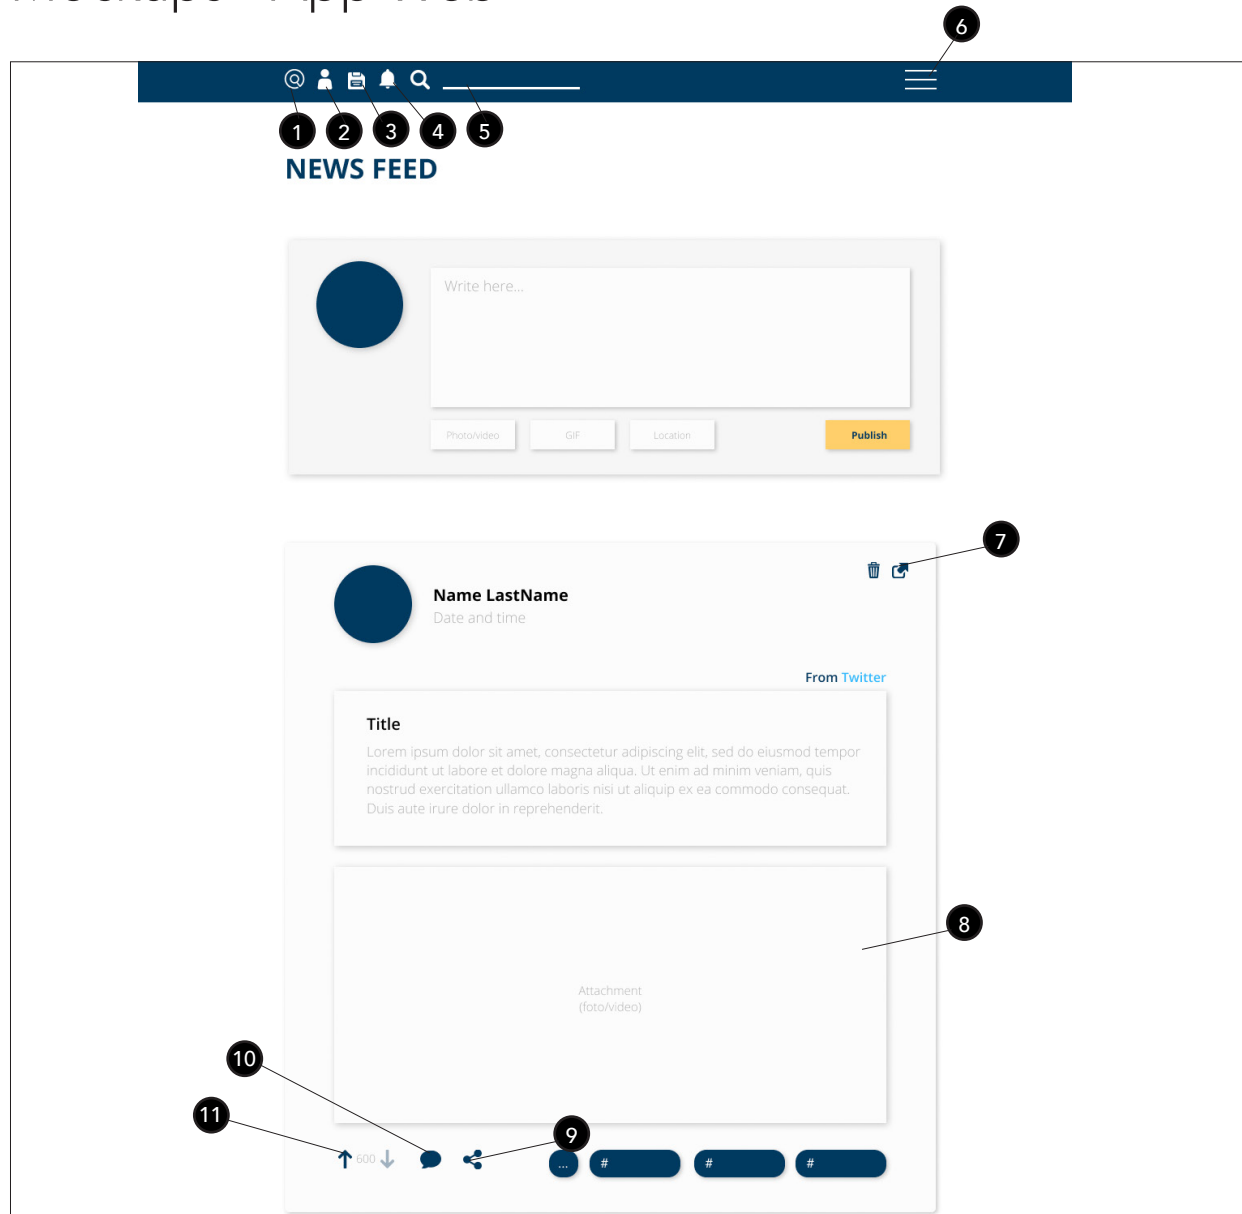 6
1 2 3 4 5
NEWS FEED
Write here...
Photo/video GIF Location Publish
7
Name LastName
Date and time
From Twitter
Title
Lorem ipsum dolor sit amet, consectetur adipiscing elit, sed do eiusmod tempor
incididunt ut labore et dolore magna aliqua. Ut enim ad minim veniam, quis
nostrud exercitation ullamco laboris nisi ut aliquip ex ea commodo consequat.
Duis aute irure dolor in reprehenderit.
8
Attachment
(foto/video)
10
11
9
600 ... # # #